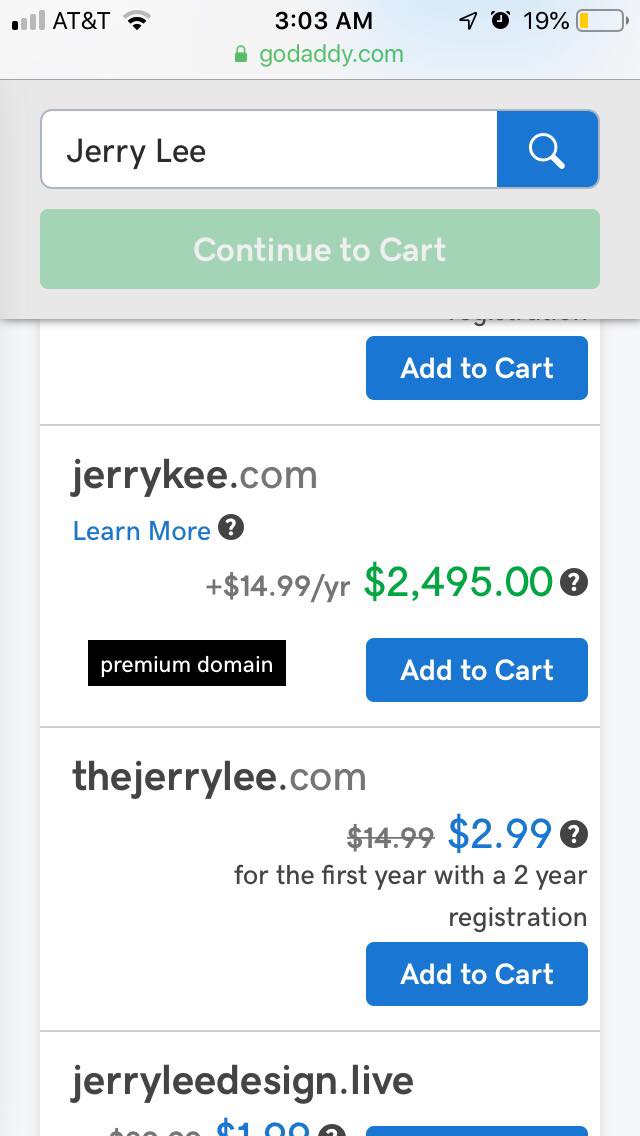 AT&T 3:03 AM 19%
godaddy.com
Jerry Lee
Continue to Cart
registration
Add to Cart
jerrykee.com
Learn More ?
+$14.99/yr $2,495.00 ?
premium domain
Add to Cart
thejerrylee.com
$14.99 $2.99 ?
for the first year with a 2 year
registration
Add to Cart
jerryleedesign.live
$1.99 ?